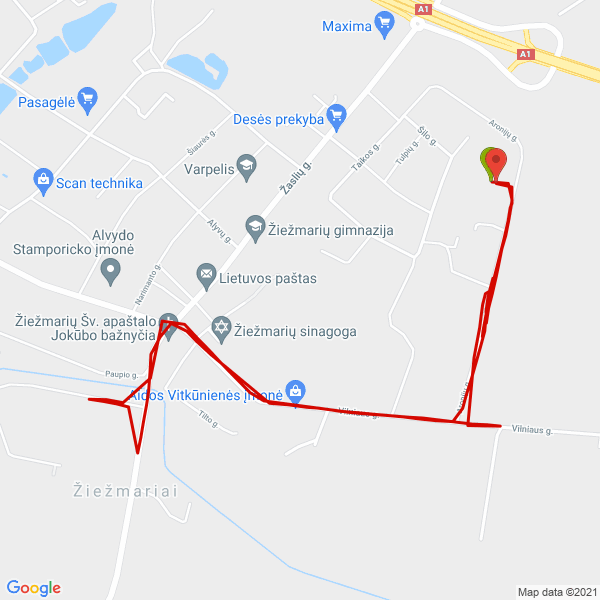 A1
Maxima
A1
Pasagėlė
Desės prekyba
Aronijų g.
Šilo g.
Šiaurės g.
Taikos g.
Tulpių g.
Varpelis
Žaslių g.
Scan technika
Alyvų g.
Žiežmarių gimnazija
Alvydo
Stamporicko įmonė
Narimanto g.
Lietuvos paštas
Žiežmarių Šv. apaštalo
Jokūbo bažnyčia
Žiežmarių sinagoga
Paupio g.
Aldos Vitkūnienės įmonė
Aronijų g.
Tilto g.
Vilniaus g.
Vilniaus g.
Žiežmariai
Google
Map data ©2021